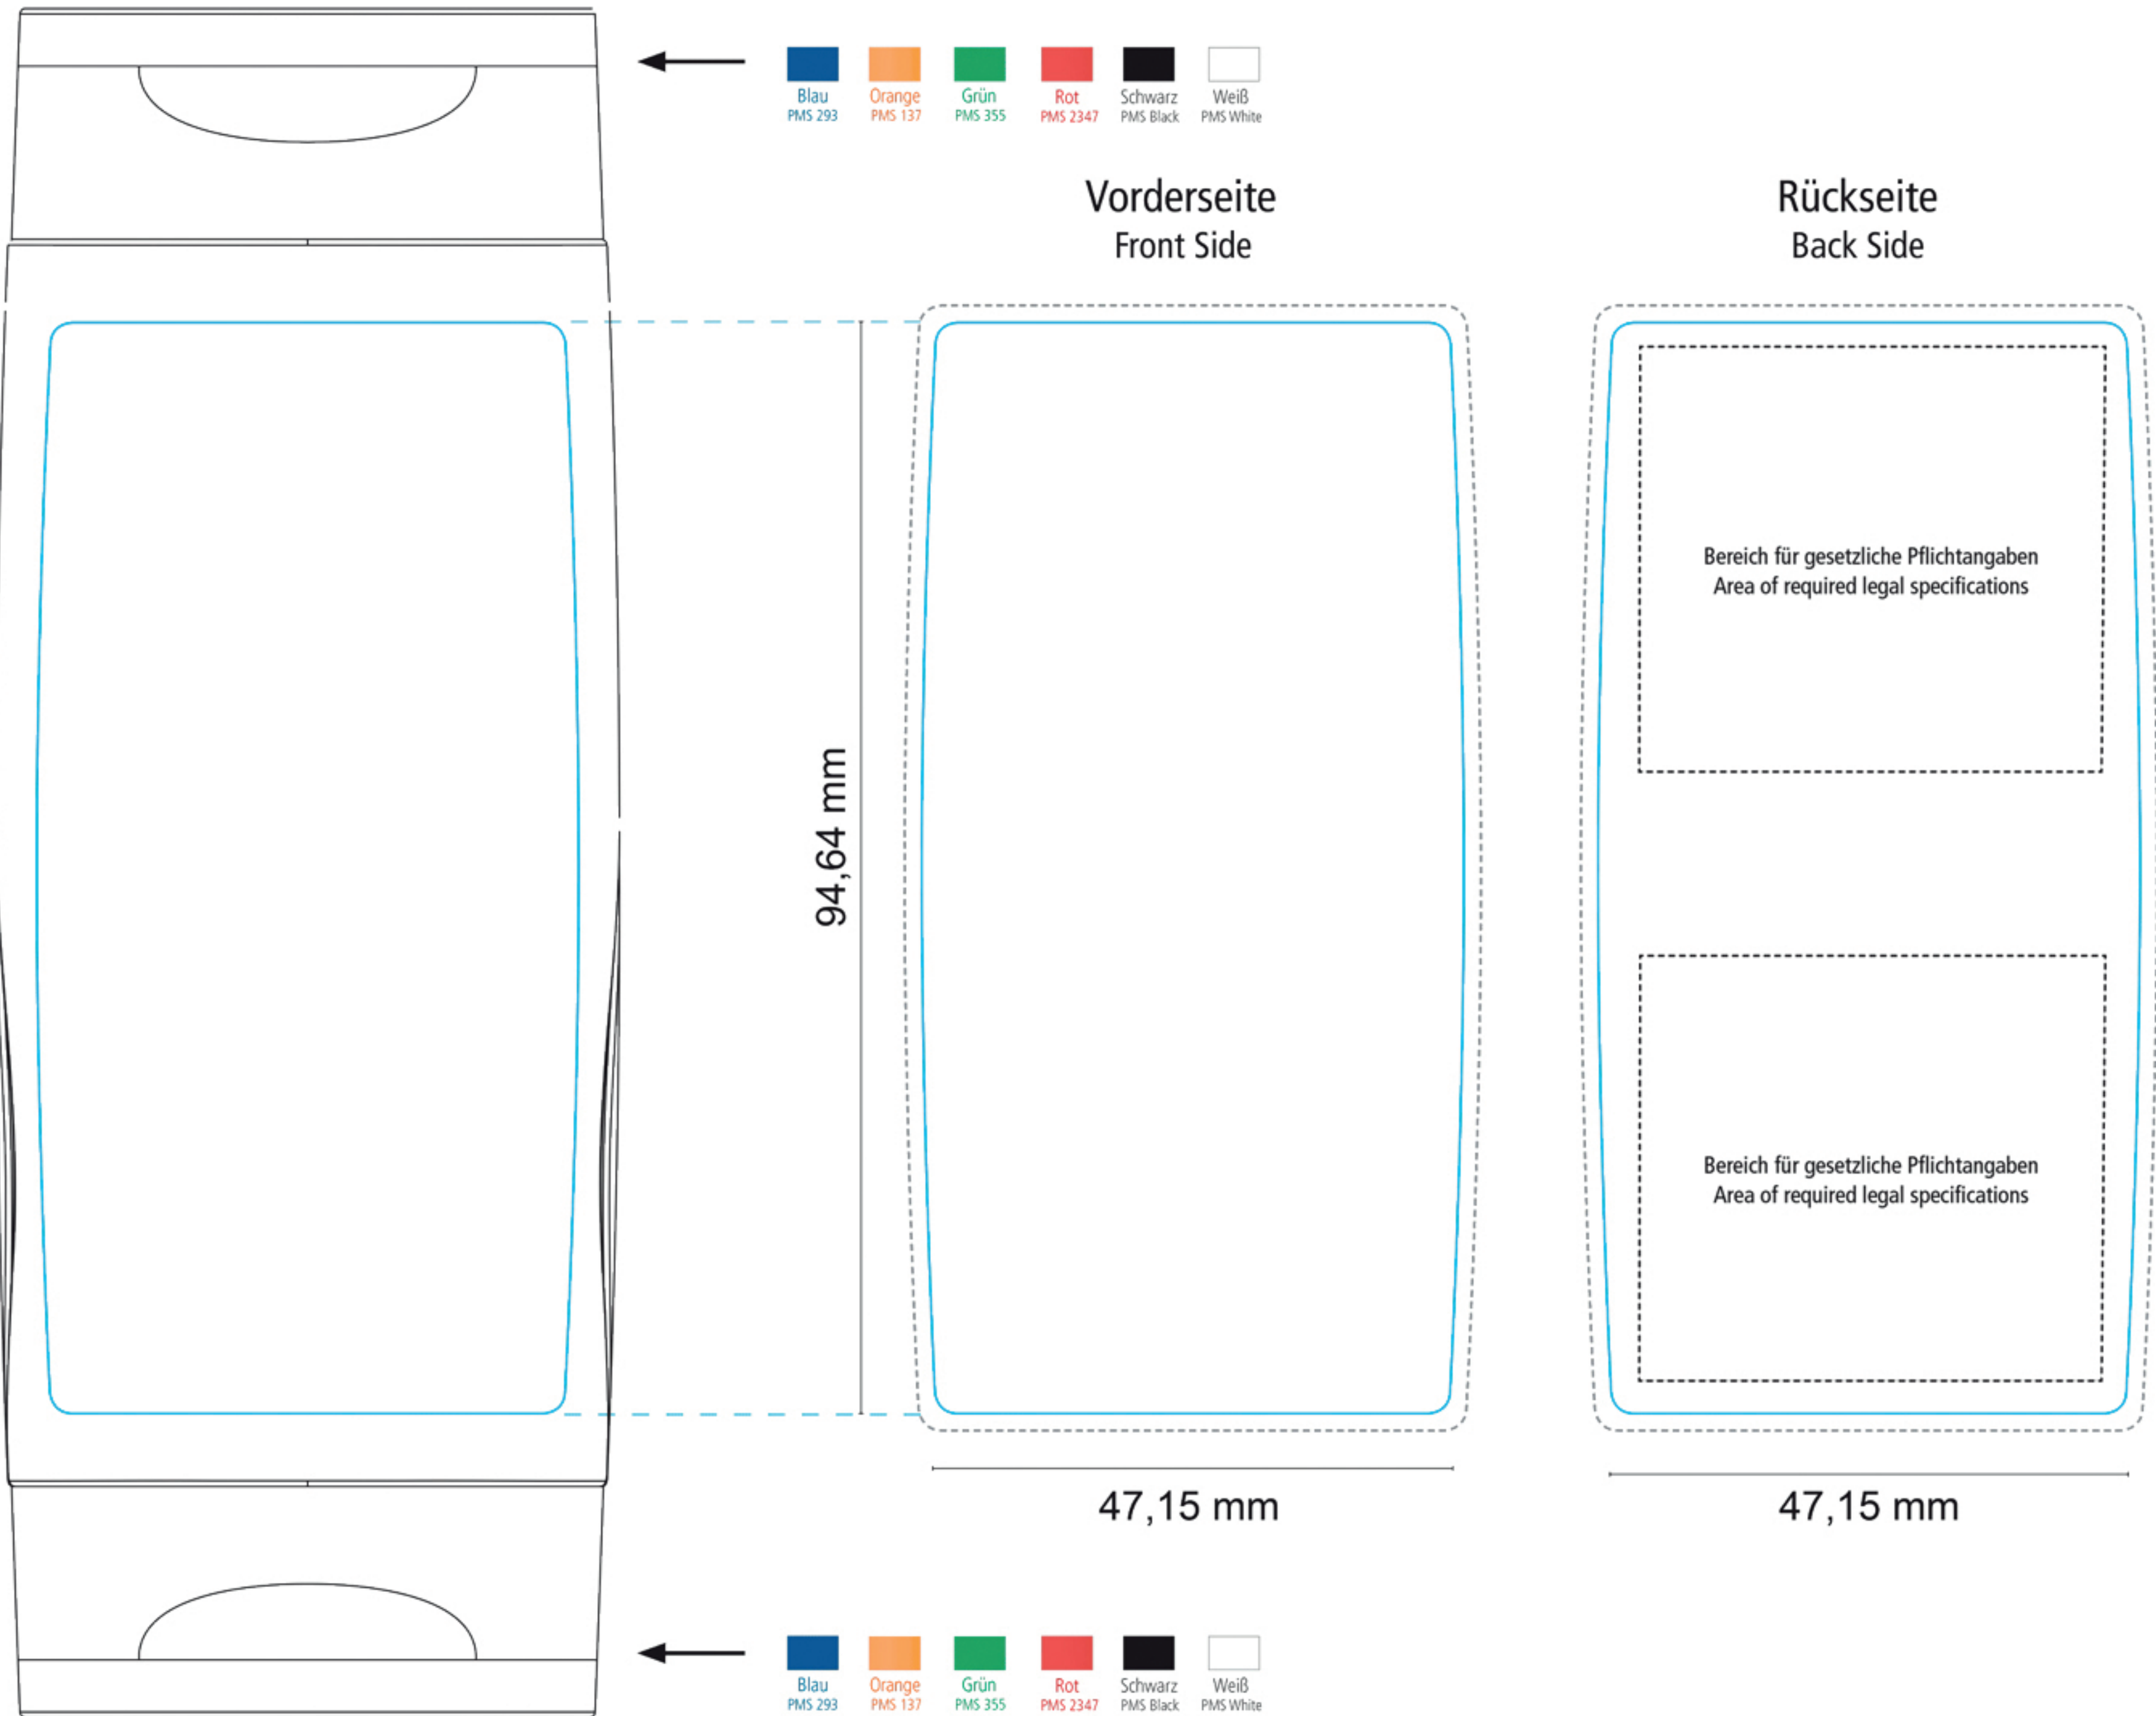 Blau
PMS 293
Orange
PMS 137
Grün
PMS 355
Rot
PMS 2347
Schwarz
PMS Black
Weiß
PMS White
Vorderseite
Front Side
Rückseite
Back Side
94,64 mm
Bereich für gesetzliche Pflichtangaben
Area of required legal specifications
Bereich für gesetzliche Pflichtangaben
Area of required legal specifications
47,15 mm
47,15 mm
Blau
PMS 293
Orange
PMS 137
Grün
PMS 355
Rot
PMS 2347
Schwarz
PMS Black
Weiß
PMS White